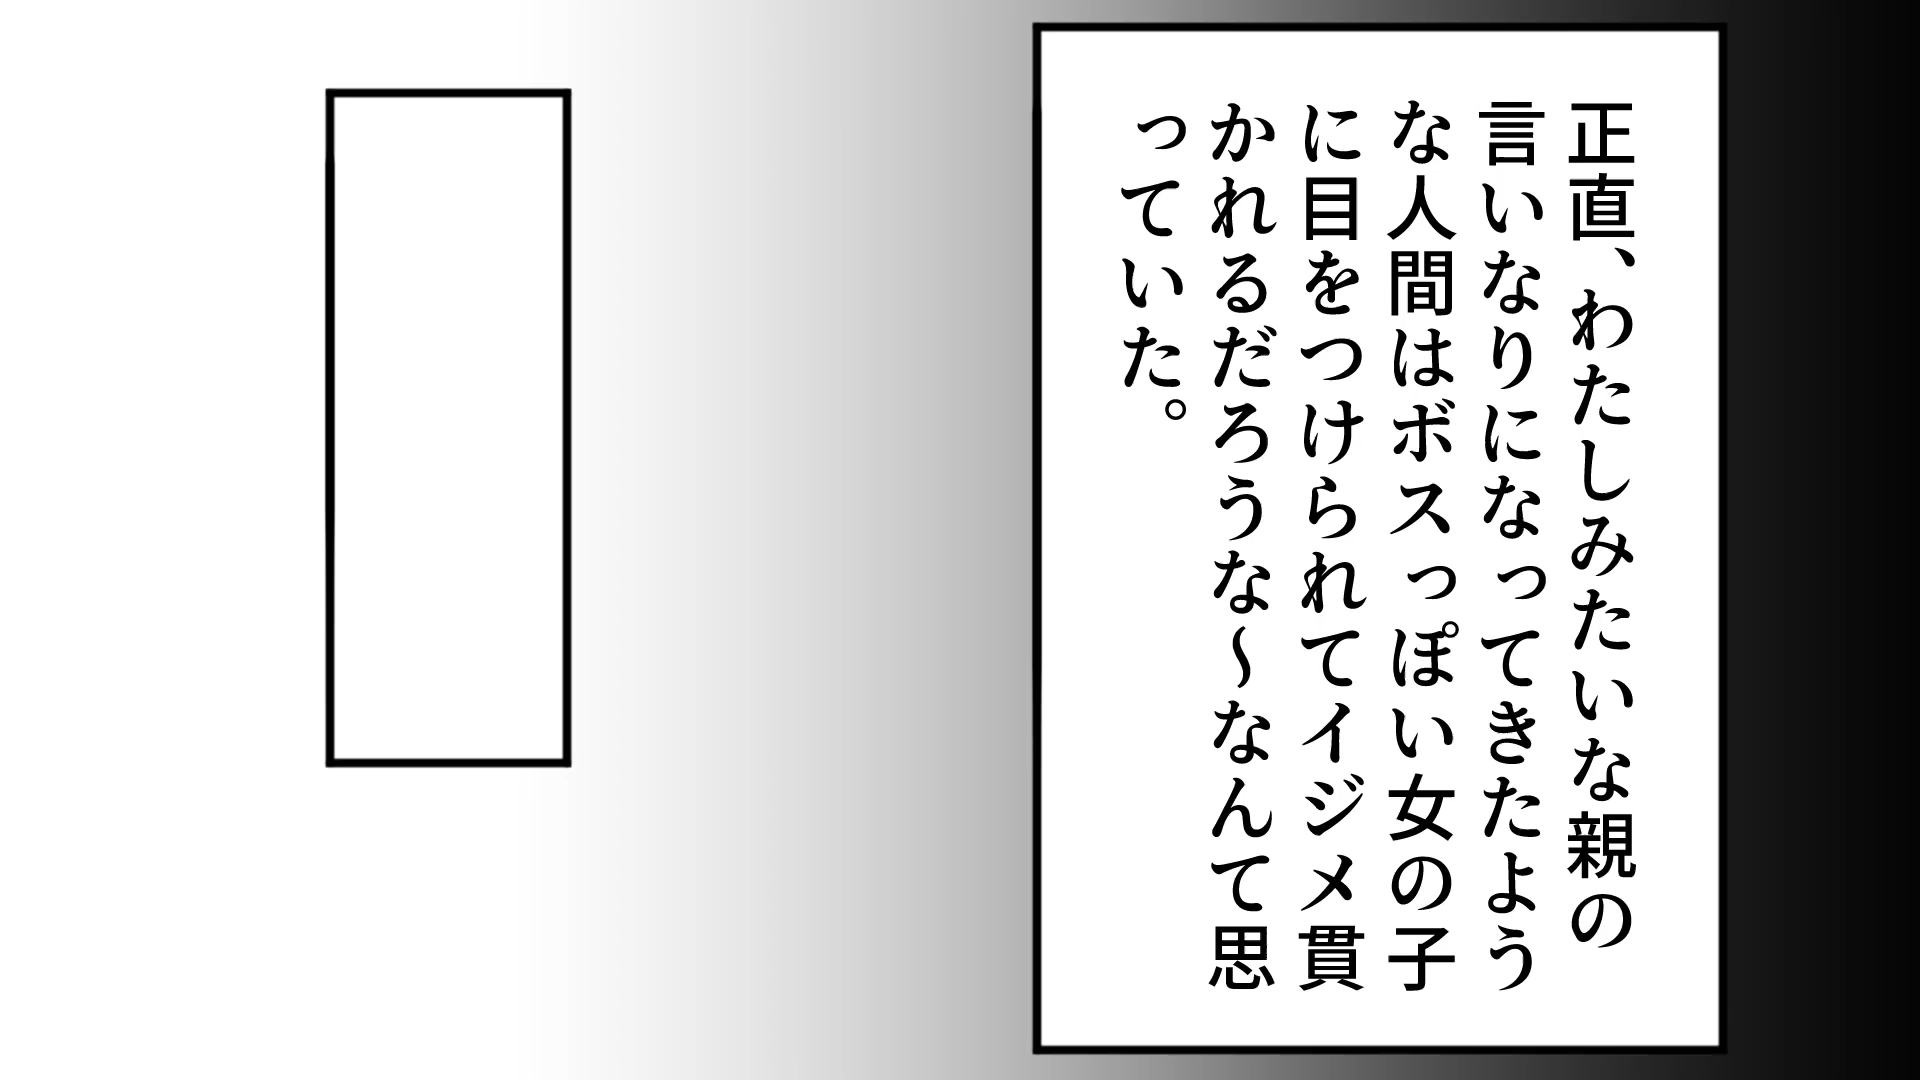 正直、わたしみたいな親の
言いなりになってきたよう
な人間はボスっぽい女の子
に目をつけられてイジメ貫
かれるだろうな〜なんて思
っていた。